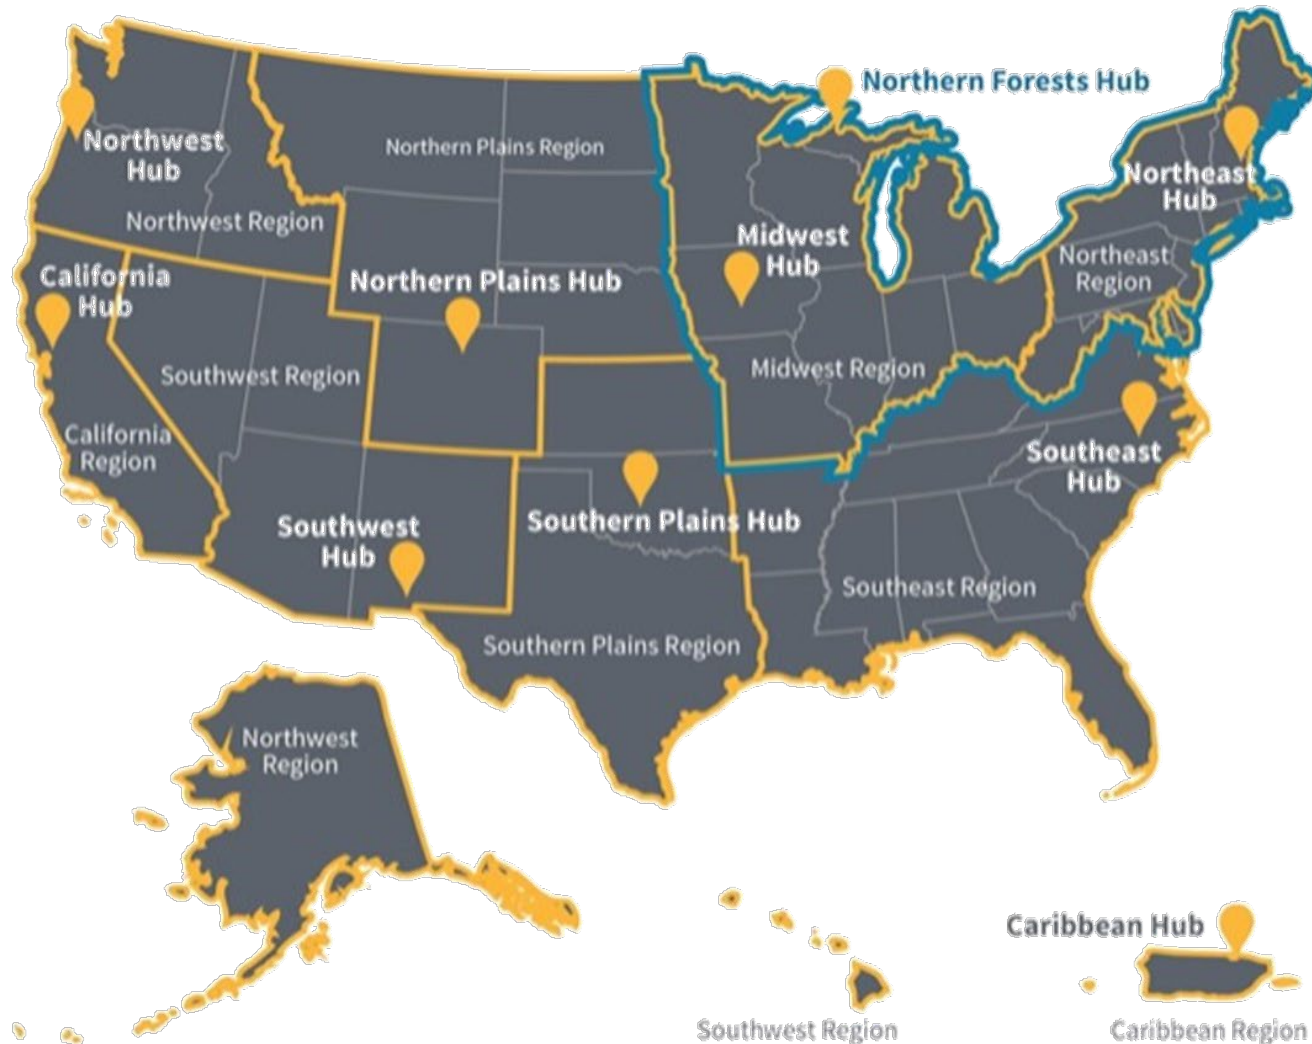 Northern Forests Hub
Northwest
Hub
Northern Plains Region
Northeast
Hub
Northwest Region
Midwest
Hub
Northeast
Region
California
Hub
Northern Plains Hub
Southwest Region
Midwest Region
California
Region
Southeast
Hub
Southwest
Hub
Southern Plains Hub
Southeast Region
Southern Plains Region
Northwest
Region
Caribbean Hub
Southwest Region
Caribbean Region